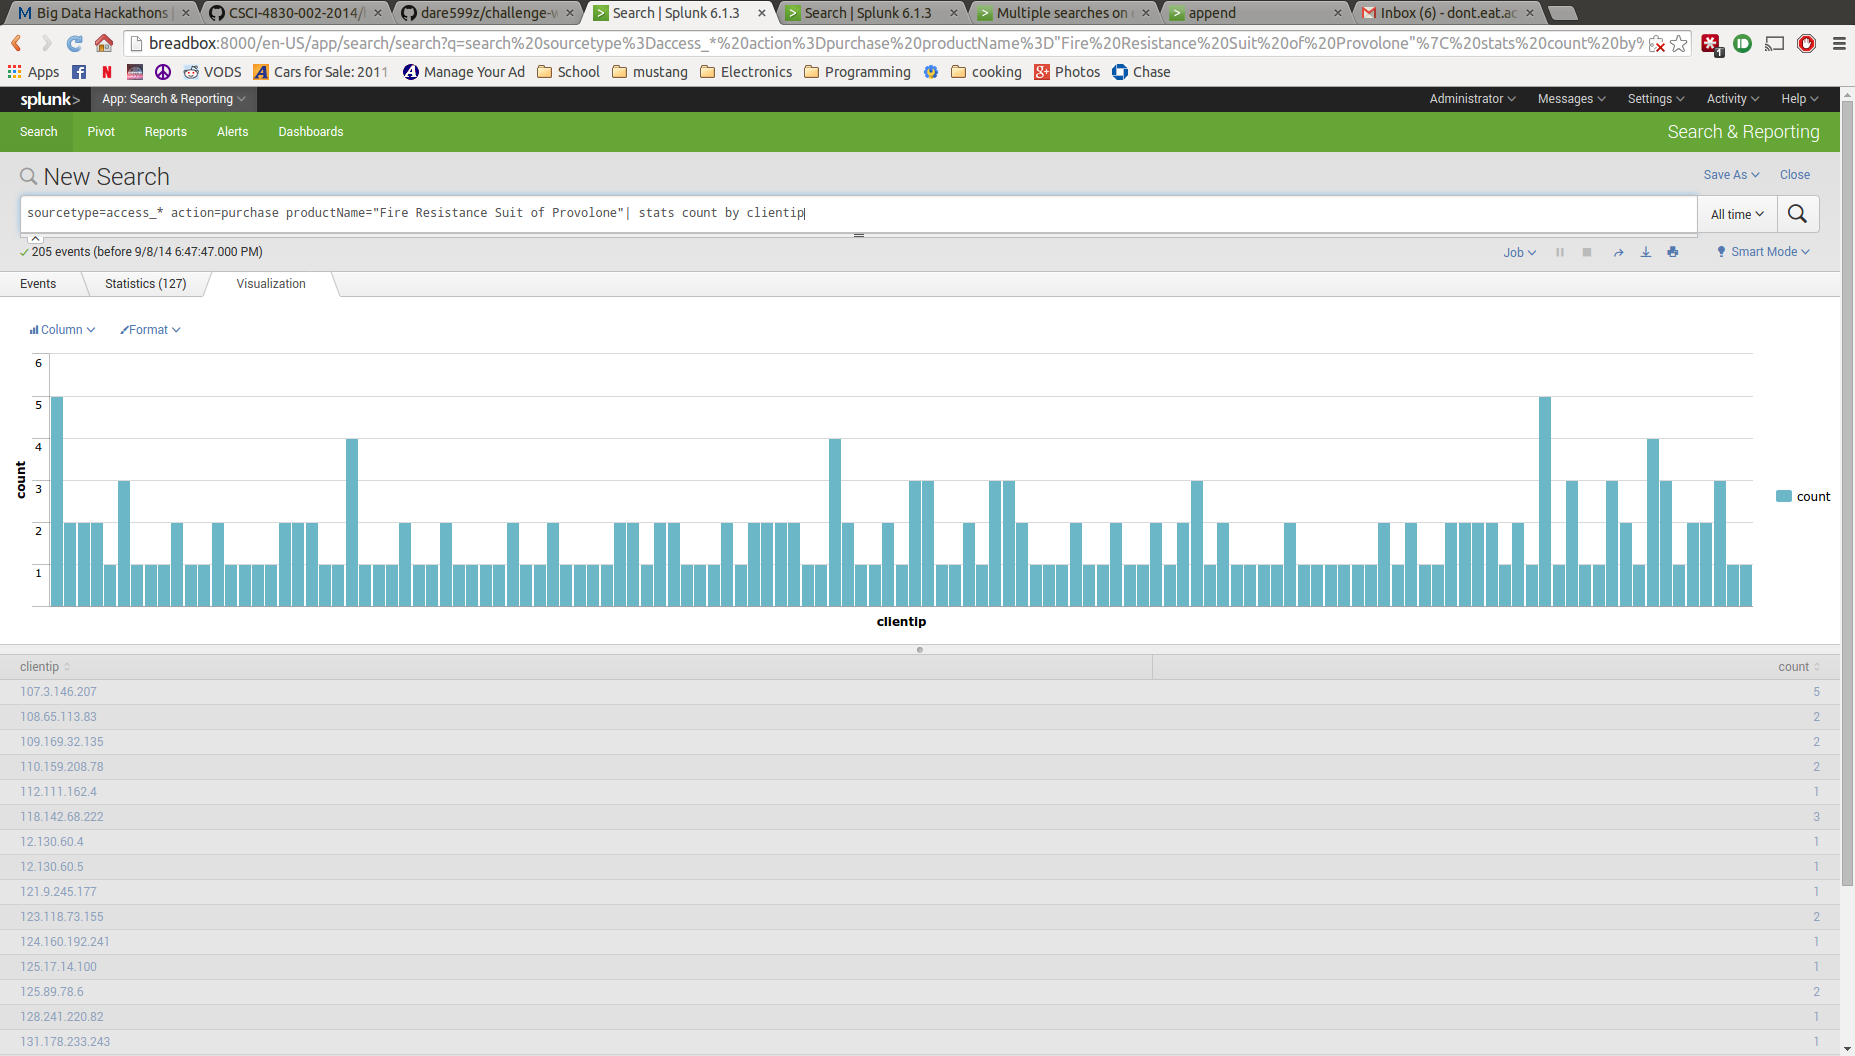 Big Data Hackathons
CSCI-4830-002-2014/
dare599z/challenge-
Search | Splunk 6.1.3
Search | Splunk 6.1.3
Multiple searches on
append
Inbox (6) - dont.eat.ac
breadbox:8000/en-US/app/search/search?q=search%20sourcetype%3Daccess_*%20action%3Dpurchase%20productName%3D"Fire%20Resistance%20Suit%20of%20Provolone"%7C%20stats%20count%20by%
Apps VODS Cars for Sale: 2011 Manage Your Ad School mustang Electronics Programming cooking Photos Chase
splunk> App: Search & Reporting Administrator Messages Settings Activity Help
Search Pivot Reports Alerts Dashboards Search & Reporting
New Search Save As Close
sourcetype=access_* action=purchase productName="Fire Resistance Suit of Provolone"| stats count by clientip All time
205 events (before 9/8/14 6:47:47.000 PM) Job Smart Mode
Events Statistics (127) Visualization
Column Format
6
5
4
3
2
1
count
count
clientip
clientip count
107.3.146.207 5
108.65.113.83 2
109.169.32.135 2
110.159.208.78 2
112.111.162.4 1
118.142.68.222 3
12.130.60.4 1
12.130.60.5 1
121.9.245.177 1
123.118.73.155 2
124.160.192.241 1
125.17.14.100 1
125.89.78.6 2
128.241.220.82 1
131.178.233.243 1